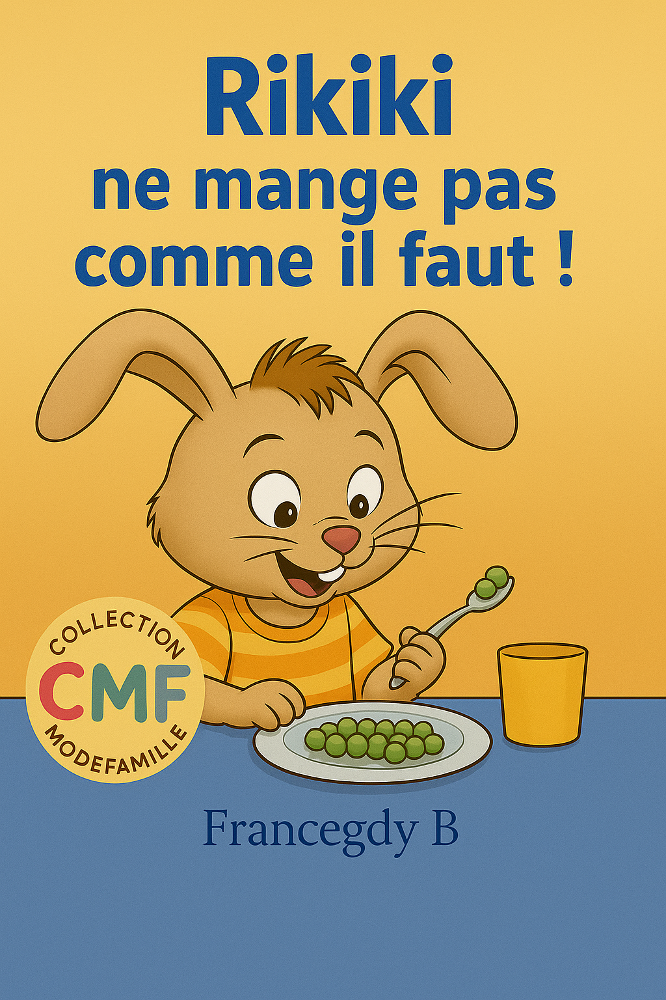 Rikiki
ne mange pas
comme il faut !
COLLECTION
CMF
MODEFAMILLE
Francegdy B